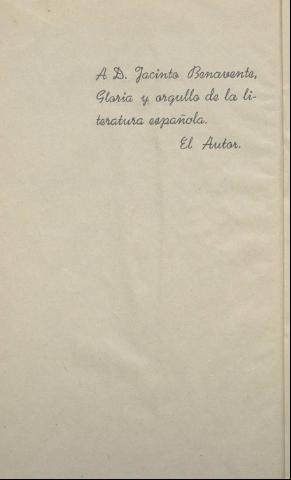 A D. Jacinto Benavente,
Gloria y orgullo de la li-
teratura española.
El Autor.